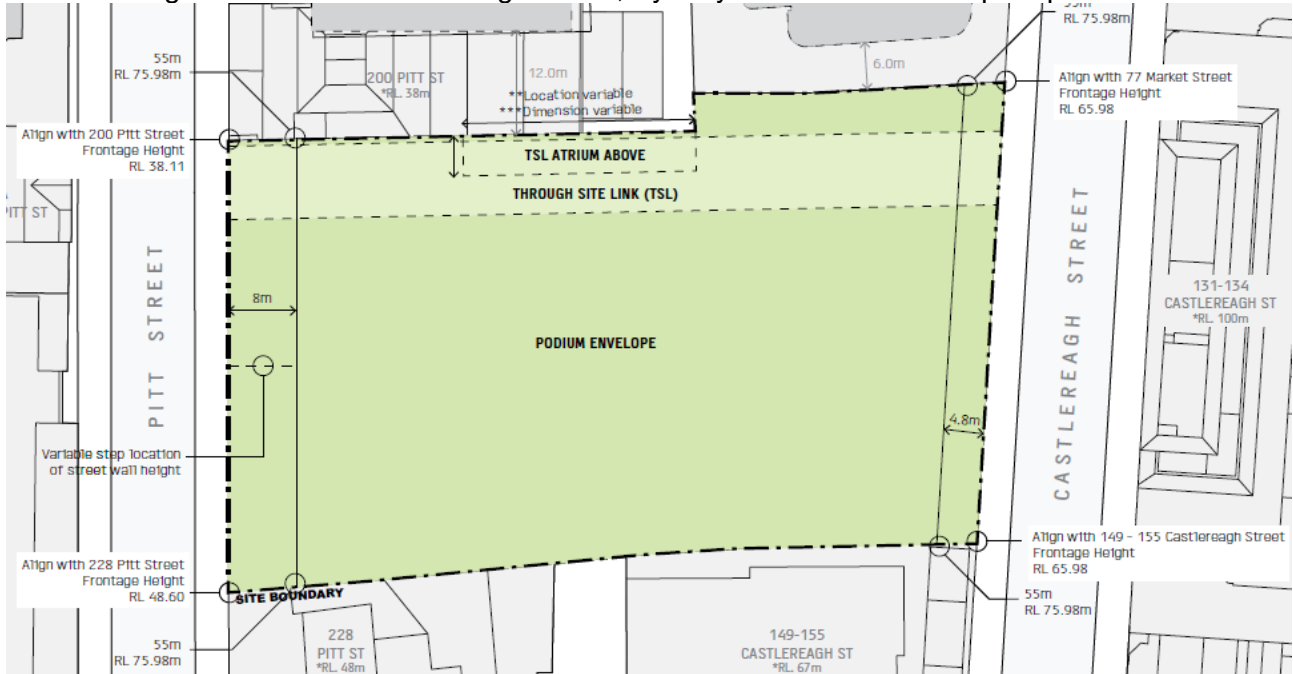 55m
RL 75.98m
200 PITT ST
*RL. 38m
12.0m
**Location variable
***Dimension variable
6.0m
55m
RL 75.98m
Align with 77 Market Street
Frontage Height
RL 65.98
Align with 200 Pitt Street
Frontage Height
RL 38.11
TSL ATRIUM ABOVE
THROUGH SITE LINK (TSL)
PITT ST
PITT STREET
8m
PODIUM ENVELOPE
CASTLEREAGH STREET
131-134
CASTLEREAGH ST
*RL. 100m
4.8m
Variable step location
of street wall height
Align with 149 - 155 Castlereagh Street
Frontage Height
RL 65.98
Align with 228 Pitt Street
Frontage Height
RL 48.60
SITE BOUNDARY
55m
RL 75.98m
55m
RL 75.98m
228
PITT ST
*RL. 48m
149-155
CASTLEREAGH ST
*RL. 67m